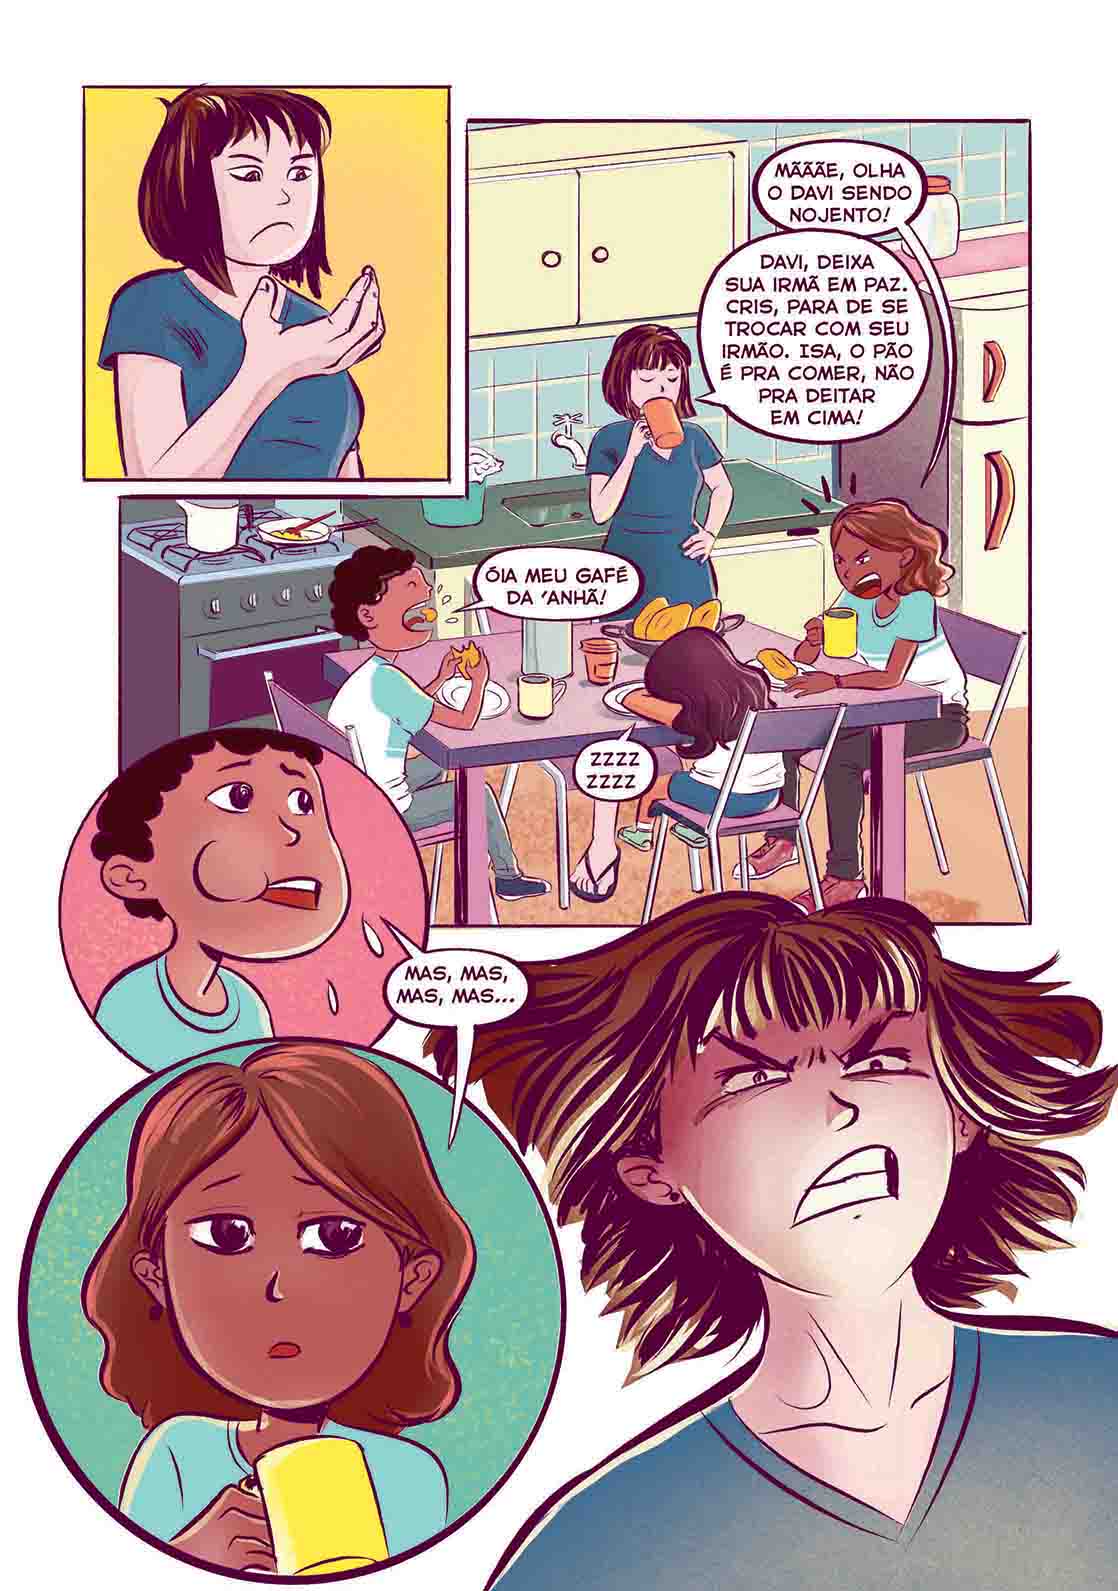 MÃÃÃE, OLHA
O DAVI SENDO
NOJENTO!
DAVI, DEIXA
SUA IRMÃ EM PAZ.
CRIS, PARA DE SE
TROCAR COM SEU
IRMÃO. ISA, O PÃO
É PRA COMER, NÃO
PRA DEITAR
EM CIMA!
ÓIA MEU GAFÉ
DA 'ANHÃ!
ZZZZ
ZZZZ
MAS, MAS,
MAS, MAS...